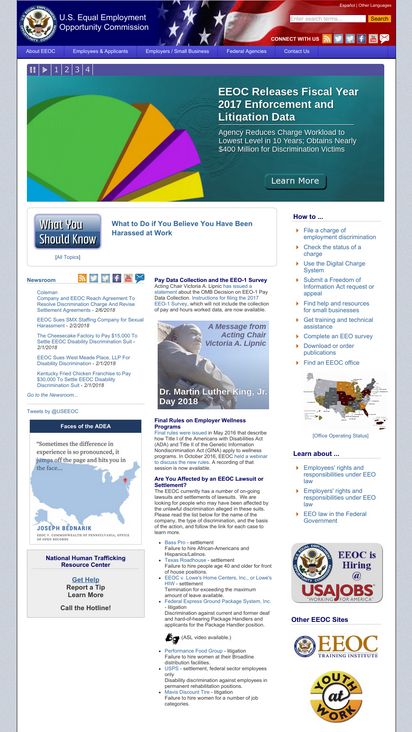 Español | Other Languages
U.S. Equal Employment
Opportunity Commission
Enter search terms...
Search
CONNECT WITH US
About EEOC
Employees & Applicants
Employers / Small Business
Federal Agencies
Contact Us
1 2 3 4
EEOC Releases Fiscal Year
2017 Enforcement and
Litigation Data
Agency Reduces Charge Workload to
Lowest Level in 10 Years; Obtains Nearly
$400 Million for Discrimination Victims
Learn More
What You
Should Know
What to Do if You Believe You Have Been
Harassed at Work
[All Topics]
Newsroom
Coleman
Company and EEOC Reach Agreement To
Resolve Discrimination Charge And Revise
Settlement Agreements - 2/6/2018
EEOC Sues SMX Staffing Company for Sexual
Harassment - 2/2/2018
The Cheesecake Factory to Pay $15,000 To
Settle EEOC Disability Discrimination Suit -
2/1/2018
EEOC Sues West Meade Place, LLP For
Disability Discrimination - 2/1/2018
Kentucky Fried Chicken Franchise to Pay
$30,000 To Settle EEOC Disability
Discrimination Suit - 2/1/2018
Go to the Newsroom...
Tweets by @USEEOC
Faces of the ADEA
"Sometimes the difference in
experience is so pronounced, it
jumps off the page and hits you in
the face...
JOSEPH BEDNARIK
National Human Trafficking
Resource Center
Get Help
Report a Tip
Learn More
Call the Hotline!
Pay Data Collection and the EEO-1 Survey
Acting Chair Victoria A. Lipnic has issued a
statement about the OMB Decision on EEO-1 Pay
Data Collection. Instructions for filing the 2017
EEO-1 Survey, which will not include the collection
of pay and hours worked data, are now available.
A Message from
Acting Chair
Victoria A. Lipnic
Dr. Martin Luther King, Jr.
Day 2018
Final Rules on Employer Wellness
Programs
Final rules were issued in May 2016 that describe
how Title I of the Americans with Disabilities Act
(ADA) and Title II of the Genetic Information
Nondiscrimination Act (GINA) apply to wellness
programs. In October 2016, EEOC held a webinar
to discuss the new rules. A recording of that
session is now available.
Are You Affected by an EEOC Lawsuit or
Settlement?
The EEOC currently has a number of on-going
lawsuits and settlements of lawsuits. We are
looking for people who may have been affected by
the unlawful discrimination alleged in these suits.
Please read the list below for the name of the
company, the type of discrimination, and the basis
of the action, and follow the link for each case to
learn more.
Bass Pro - settlement
Failure to hire African-Americans and
Hispanics/Latinos.
Texas Roadhouse - settlement
Failure to hire people age 40 and older for front
of house positions.
EEOC v. Lowe's Home Centers, Inc., or Lowe's
HIW - settlement
Termination for exceeding the maximum
amount of leave available.
Federal Express Ground Package System, Inc.
- litigation
Discrimination against current and former deaf
and hard-of-hearing Package Handlers and
applicants for the Package Handler position.
(ASL video available.)
Performance Food Group - litigation
Failure to hire women at their Broadline
distribution facilities.
USPS - settlement, federal sector employees
only
Disability discrimination against employees in
permanent rehabilitation positions.
Mavis Discount Tire - litigation
Failure to hire women for a number of job
categories.
How to ...
File a charge of
employment discrimination
Check the status of a
charge
Use the Digital Charge
System
Submit a Freedom of
Information Act request or
appeal
Find help and resources
for small businesses
Get training and technical
assistance
Complete an EEO survey
Download or order
publications
Find an EEOC office
[Office Operating Status]
Learn about ...
Employees' rights and
responsibilities under EEO
law
Employers' rights and
responsibilities under EEO
law
EEO law in the Federal
Government
EEOC is
Hiring
@
USAJOBS
"WORKING FOR AMERICA"
Other EEOC Sites
EEOC
TRAINING INSTITUTE
YOUTH
at
WORK